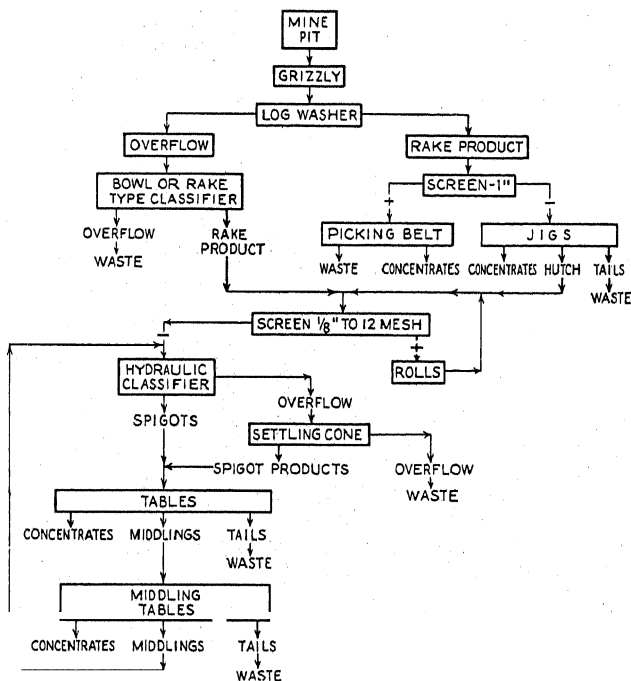 MINE
PIT
GRIZZLY
LOG WASHER
OVERFLOW
RAKE PRODUCT
BOWL OR RAKE
TYPE CLASSIFIER
SCREEN-1"
+
−
OVERFLOW
WASTE
RAKE
PRODUCT
PICKING BELT
JIGS
WASTE
CONCENTRATES
CONCENTRATES
HUTCH
TAILS
WASTE
SCREEN 1/8" TO 12 MESH
−
+
ROLLS
HYDRAULIC
CLASSIFIER
OVERFLOW
SPIGOTS
SETTLING CONE
SPIGOT PRODUCTS
OVERFLOW
WASTE
TABLES
CONCENTRATES
MIDDLINGS
TAILS
WASTE
MIDDLING
TABLES
CONCENTRATES
MIDDLINGS
TAILS
WASTE